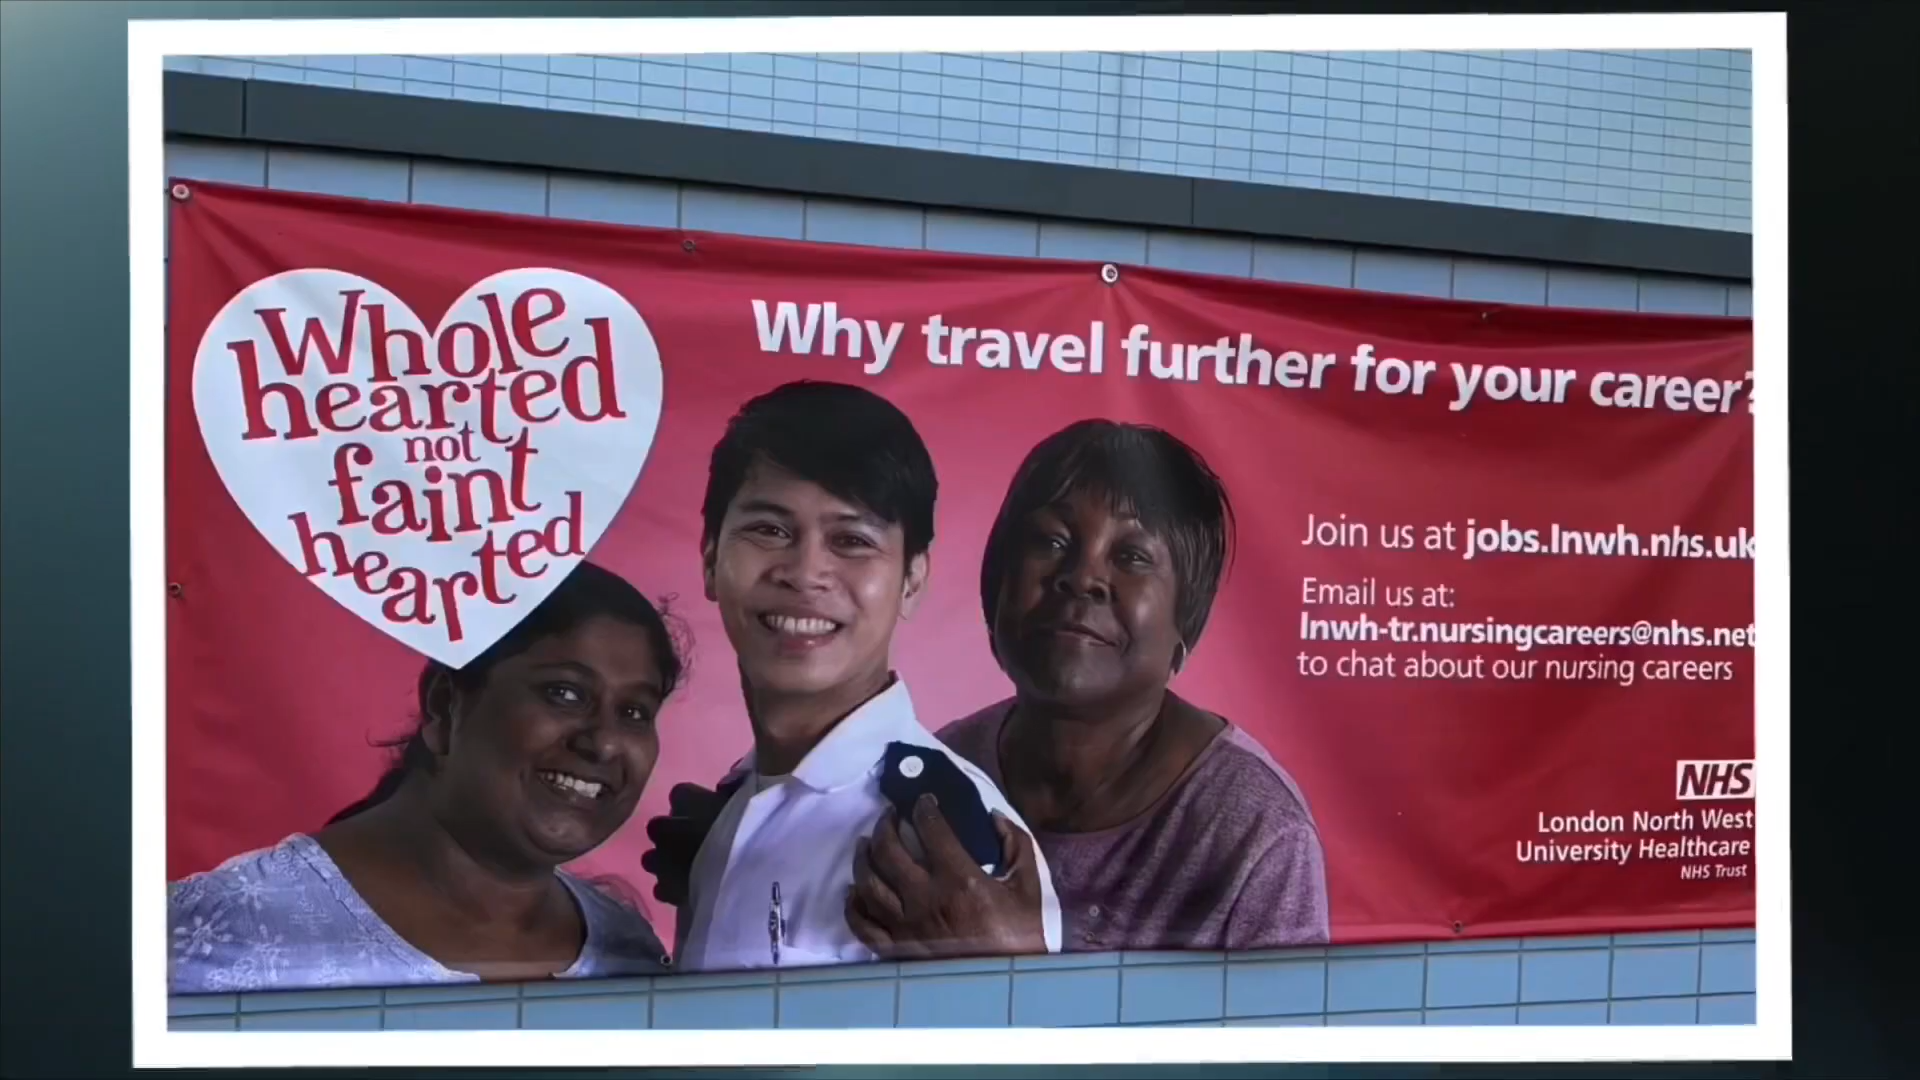 Whole
hearted
not
faint
hearted
Why travel further for your career?
Join us at jobs.lnwh.nhs.uk
Email us at:
lnwh-tr.nursingcareers@nhs.net
to chat about our nursing careers
NHS
London North West
University Healthcare
NHS Trust